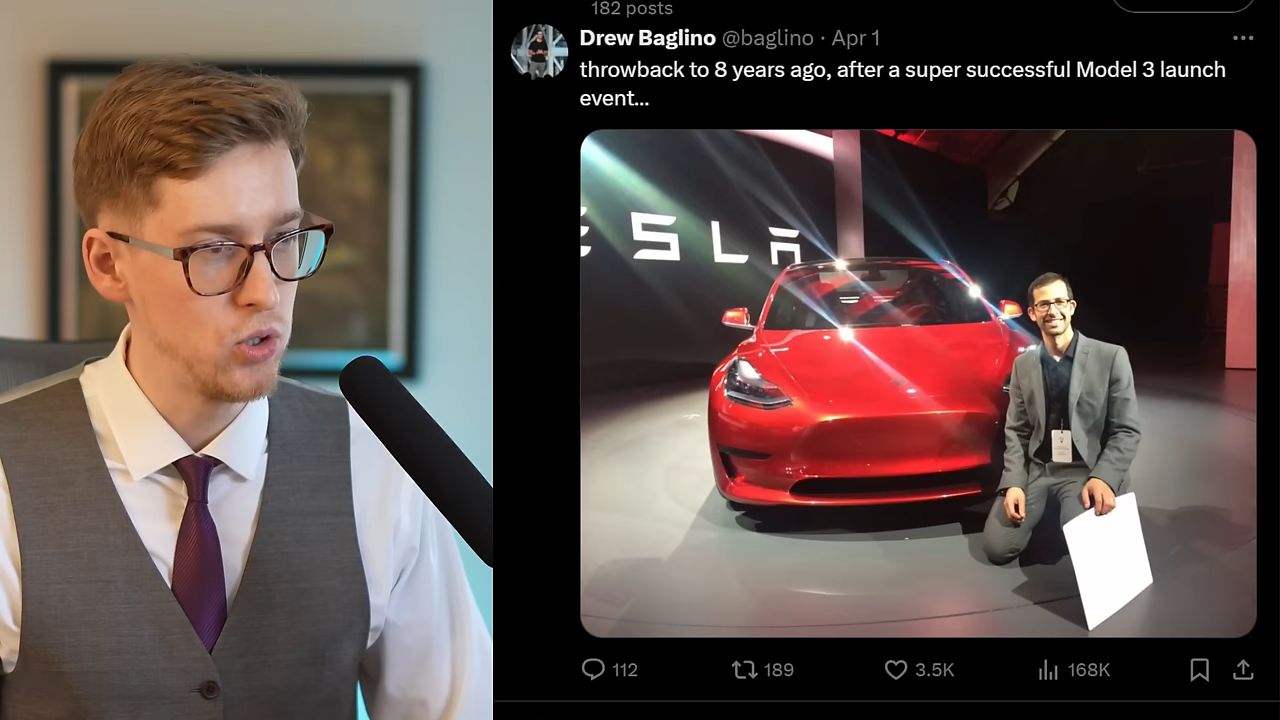 182 posts
Drew Baglino @baglino · Apr 1
throwback to 8 years ago, after a super successful Model 3 launch
event...
ESLA
112 189 3.5K 168K